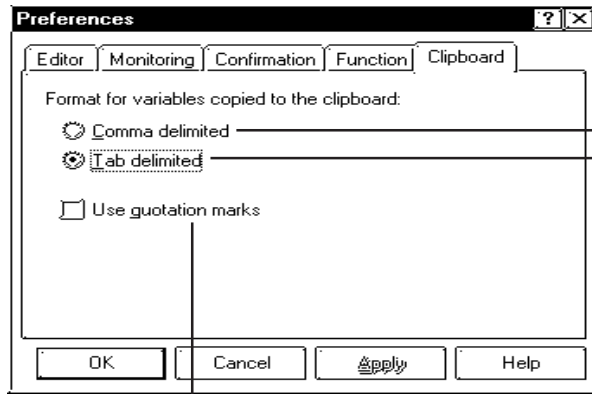 Preferences ? X
Editor Monitoring Confirmation Function Clipboard
Format for variables copied to the clipboard:
Comma delimited
Tab delimited
Use guotation marks
OK Cancel Apply Help